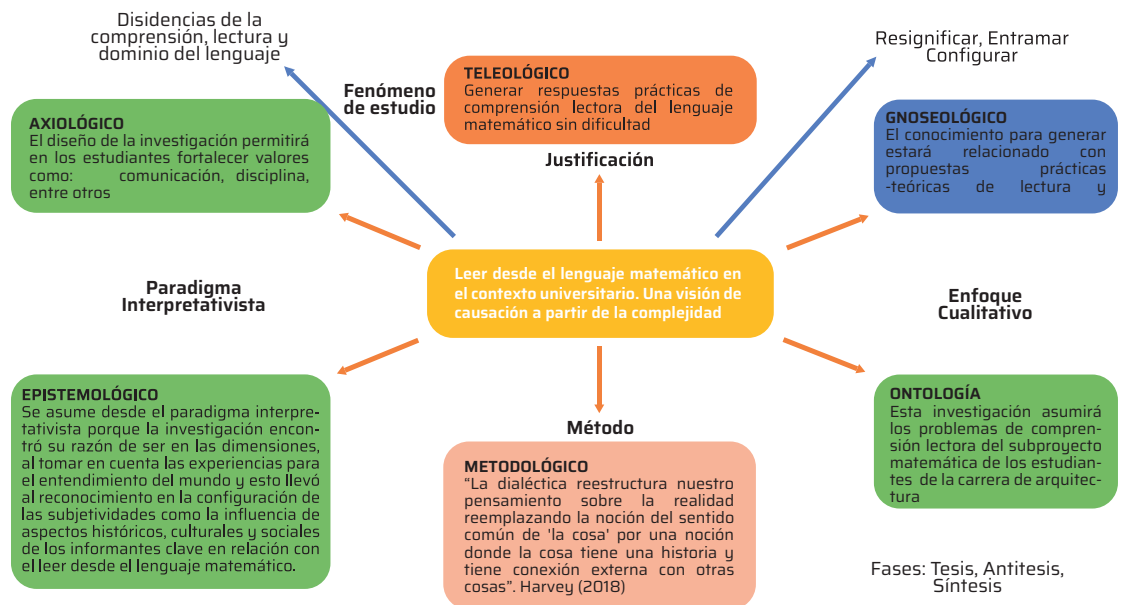 Disidencias de la
comprensión, lectura y
dominio del lenguaje
Resignificar, Entramar
Configurar
Fenómeno
de estudio
TELEOLÓGICO
Generar respuestas prácticas de
comprensión lectora del lenguaje
matemático sin dificultad
Justificación
AXIOLÓGICO
El diseño de la investigación permitirá
en los estudiantes fortalecer valores
como: comunicación, disciplina,
entre otros
GNOSEOLÓGICO
El conocimiento para generar
estará relacionado con
propuestas prácticas
-teóricas de lectura y
Leer desde el lenguaje matemático en
el contexto universitario. Una visión de
causación a partir de la complejidad
Paradigma
Interpretativista
Enfoque
Cualitativo
EPISTEMOLÓGICO
Se asume desde el paradigma interpre-
tativista porque la investigación encon-
tró su razón de ser en las dimensiones,
al tomar en cuenta las experiencias para
el entendimiento del mundo y esto llevó
al reconocimiento en la configuración de
las subjetividades como la influencia de
aspectos históricos, culturales y sociales
de los informantes clave en relación con
el leer desde el lenguaje matemático.
Método
METODOLÓGICO
“La dialéctica reestructura nuestro
pensamiento sobre la realidad
reemplazando la noción del sentido
común de 'la cosa' por una noción
donde la cosa tiene una historia y
tiene conexión externa con otras
cosas”. Harvey (2018)
ONTOLOGÍA
Esta investigación asumirá
los problemas de compren-
sión lectora del subproyecto
matemática de los estudian-
tes de la carrera de arquitec-
tura
Fases: Tesis, Antitesis,
Síntesis